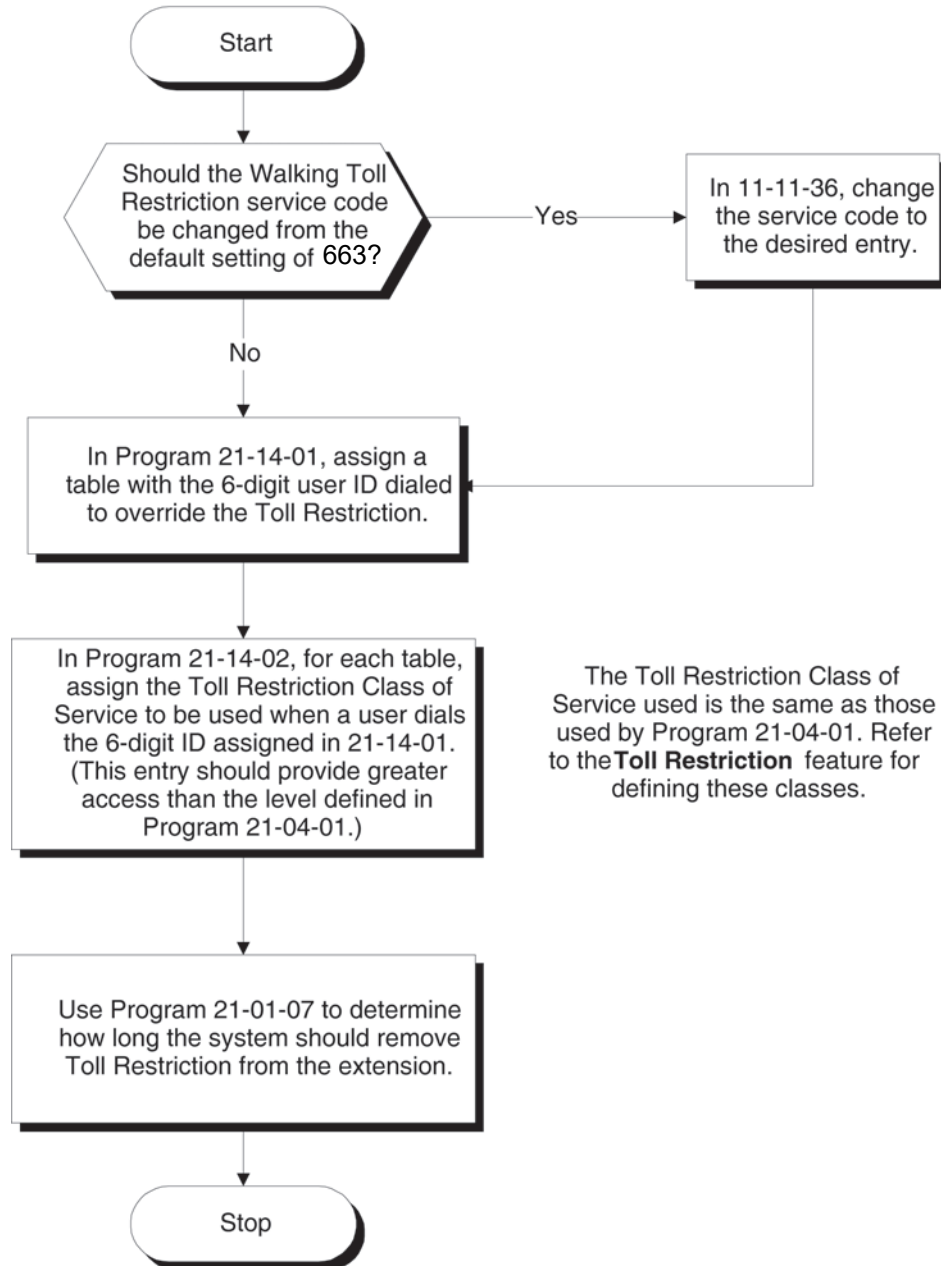 Start
Should the Walking Toll
Restriction service code
be changed from the
default setting of 663?
Yes
In 11-11-36, change
the service code to
the desired entry.
No
In Program 21-14-01, assign a
table with the 6-digit user ID dialed
to override the Toll Restriction.
In Program 21-14-02, for each table,
assign the Toll Restriction Class of
Service to be used when a user dials
the 6-digit ID assigned in 21-14-01.
(This entry should provide greater
access than the level defined in
Program 21-04-01.)
The Toll Restriction Class of
Service used is the same as those
used by Program 21-04-01. Refer
to the Toll Restriction feature for
defining these classes.
Use Program 21-01-07 to determine
how long the system should remove
Toll Restriction from the extension.
Stop